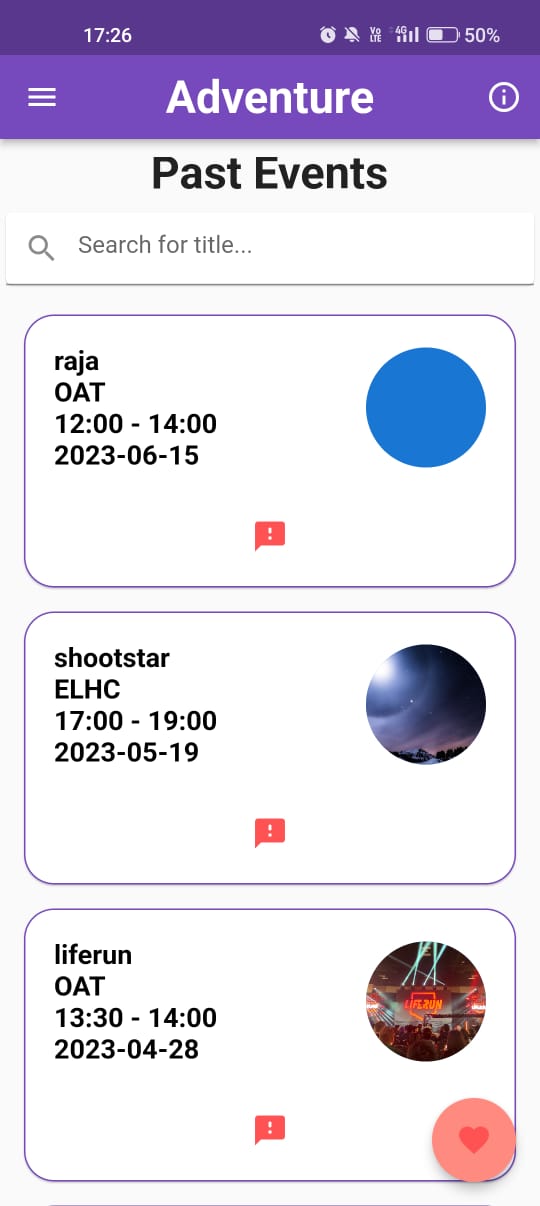 17:26
Vo
LTE
4G
50%
Adventure
Past Events
Search for title...
raja
OAT
12:00 - 14:00
2023-06-15
shootstar
ELHC
17:00 - 19:00
2023-05-19
liferun
OAT
13:30 - 14:00
2023-04-28
LIFERUN